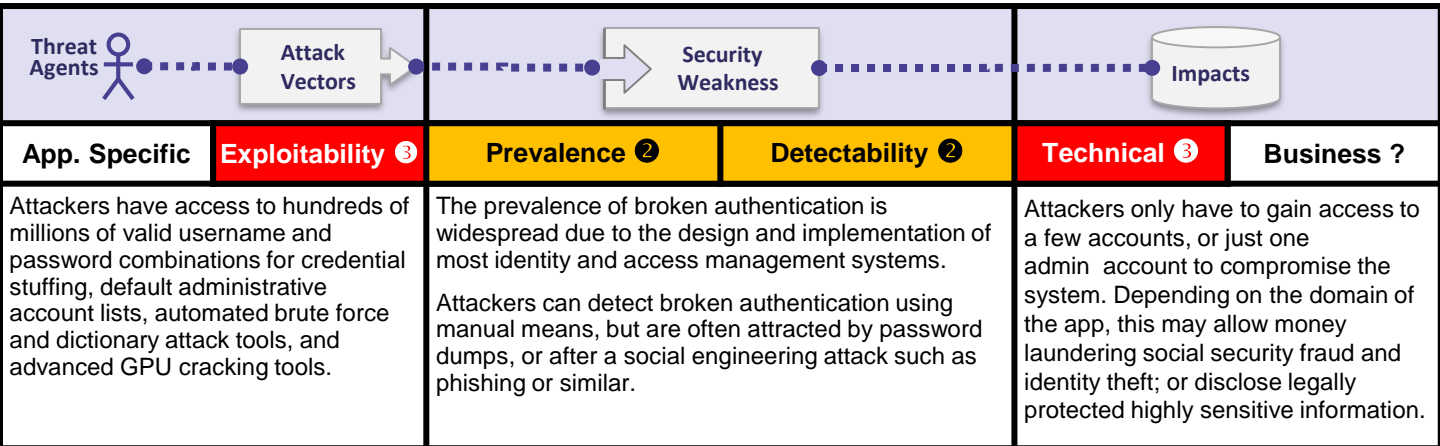 Threat
Agents
Attack
Vectors
Security
Weakness
Impacts
App. Specific
Exploitability ❸
Prevalence ❷
Detectability ❷
Technical ❸
Business ?
Attackers have access to hundreds of
millions of valid username and
password combinations for credential
stuffing, default administrative
account lists, automated brute force
and dictionary attack tools, and
advanced GPU cracking tools.
The prevalence of broken authentication is
widespread due to the design and implementation of
most identity and access management systems.
Attackers can detect broken authentication using
manual means, but are often attracted by password
dumps, or after a social engineering attack such as
phishing or similar.
Attackers only have to gain access to
a few accounts, or just one
admin  account to compromise the
system. Depending on the domain of
the app, this may allow money
laundering social security fraud and
identity theft; or disclose legally
protected highly sensitive information.